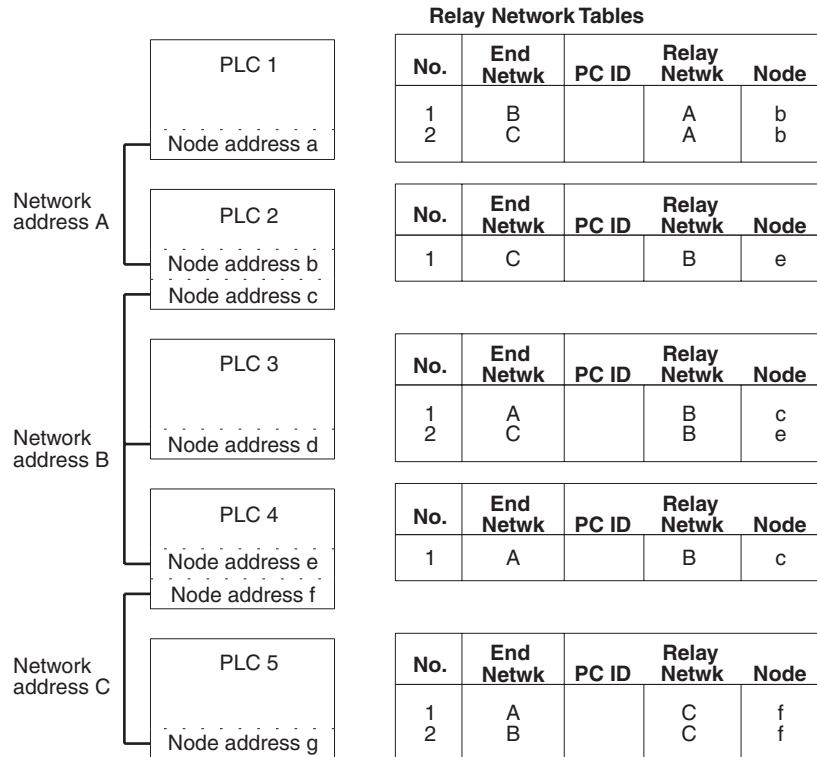 Relay Network Tables
PLC 1
Node address a
No. End Netwk PC ID Relay Netwk Node
1 B A b
2 C A b
Network address A
PLC 2
Node address b
Node address c
No. End Netwk PC ID Relay Netwk Node
1 C B e
PLC 3
Node address d
No. End Netwk PC ID Relay Netwk Node
1 A B c
2 C B e
Network address B
PLC 4
Node address e
Node address f
No. End Netwk PC ID Relay Netwk Node
1 A B c
Network address C
PLC 5
Node address g
No. End Netwk PC ID Relay Netwk Node
1 A C f
2 B C f